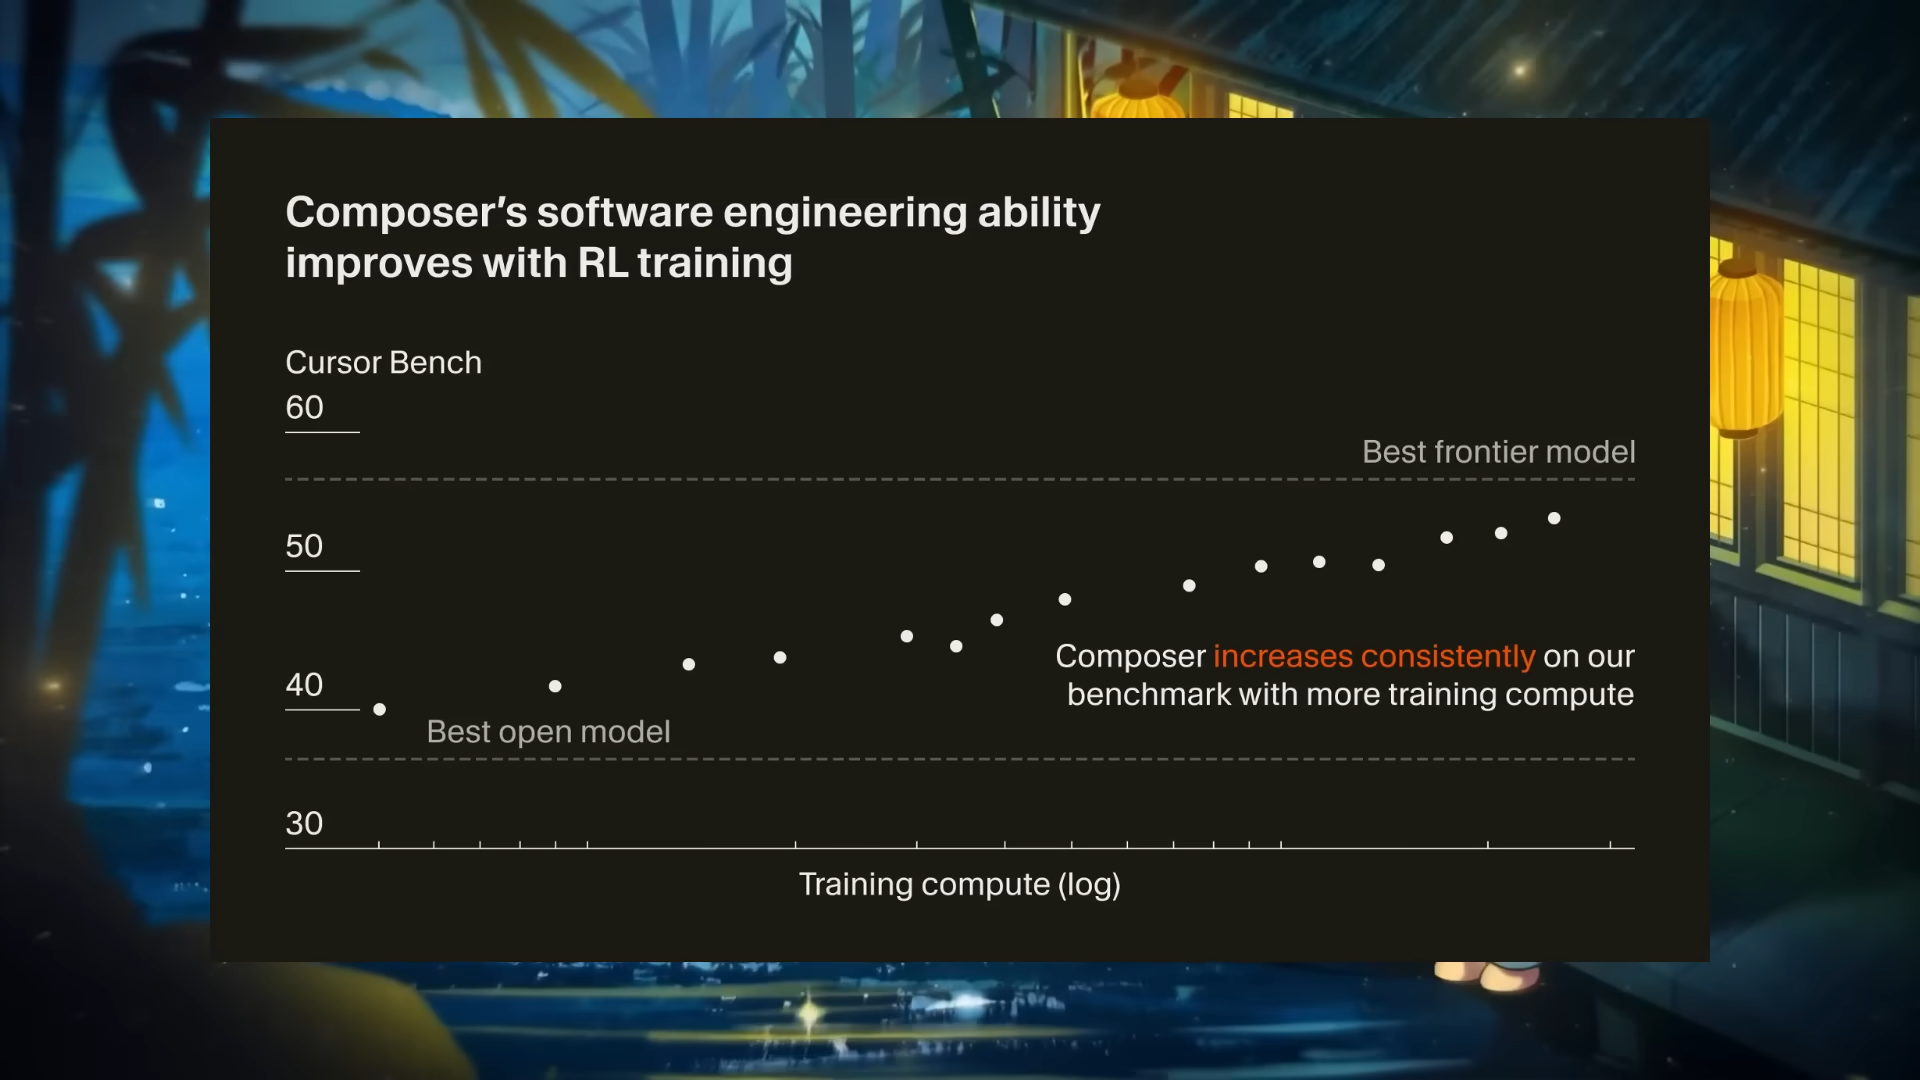 Composer’s software engineering ability
improves with RL training
Cursor Bench
60
Best frontier model
50
Composer increases consistently on our
benchmark with more training compute
40
Best open model
30
Training compute (log)